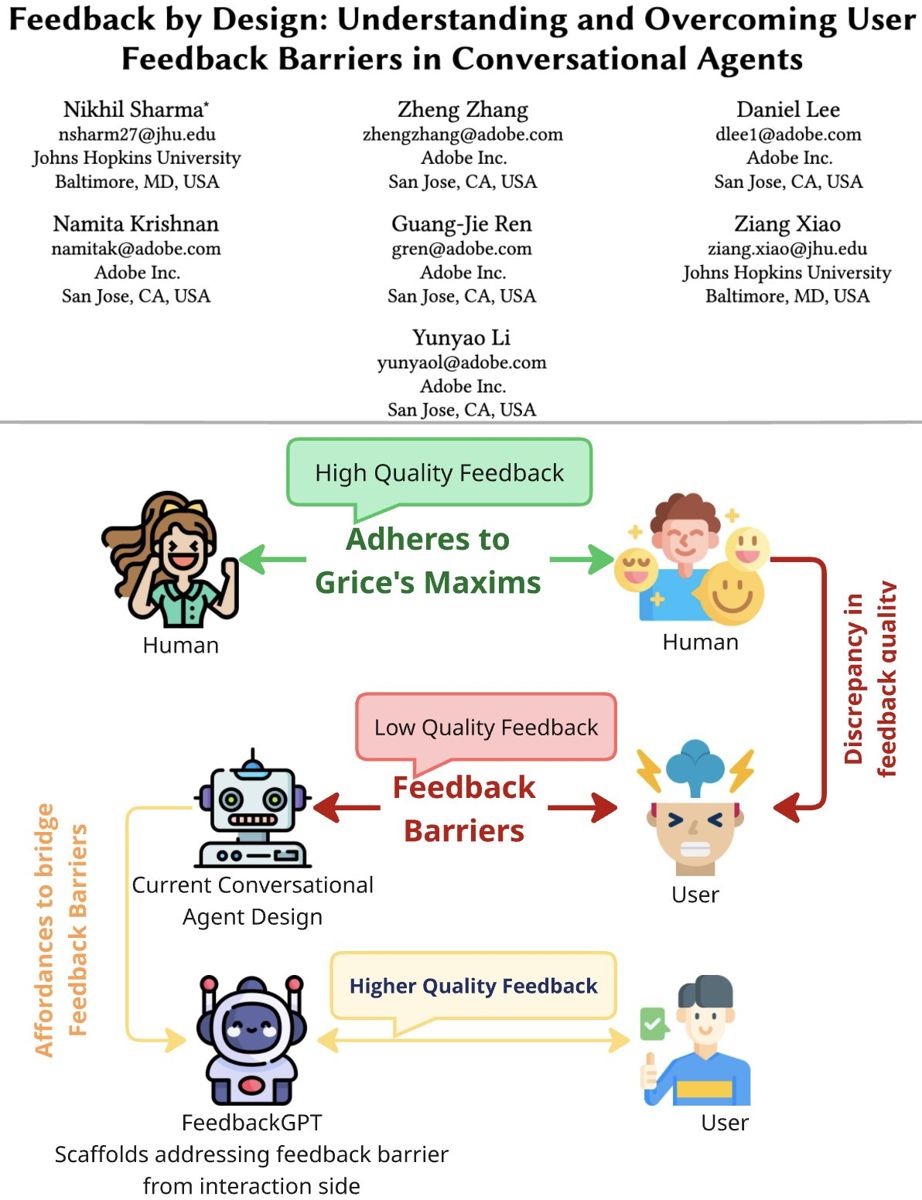 Feedback by Design: Understanding and Overcoming User
Feedback Barriers in Conversational Agents
Nikhil Sharma*
nsharm27@jhu.edu
Johns Hopkins University
Baltimore, MD, USA
Zheng Zhang
zhengzhang@adobe.com
Adobe Inc.
San Jose, CA, USA
Daniel Lee
dlee1@adobe.com
Adobe Inc.
San Jose, CA, USA
Namita Krishnan
namitak@adobe.com
Adobe Inc.
San Jose, CA, USA
Guang-Jie Ren
gren@adobe.com
Adobe Inc.
San Jose, CA, USA
Ziang Xiao
ziang.xiao@jhu.edu
Johns Hopkins University
Baltimore, MD, USA
Yunyao Li
yunyaol@adobe.com
Adobe Inc.
San Jose, CA, USA
High Quality Feedback
Adheres to
Grice's Maxims
Human
Human
Discrepancy in
feedback quality
Low Quality Feedback
Feedback
Barriers
Current Conversational
Agent Design
User
Affordances to bridge
Feedback Barriers
Higher Quality Feedback
FeedbackGPT
Scaffolds addressing feedback barrier
from interaction side
User